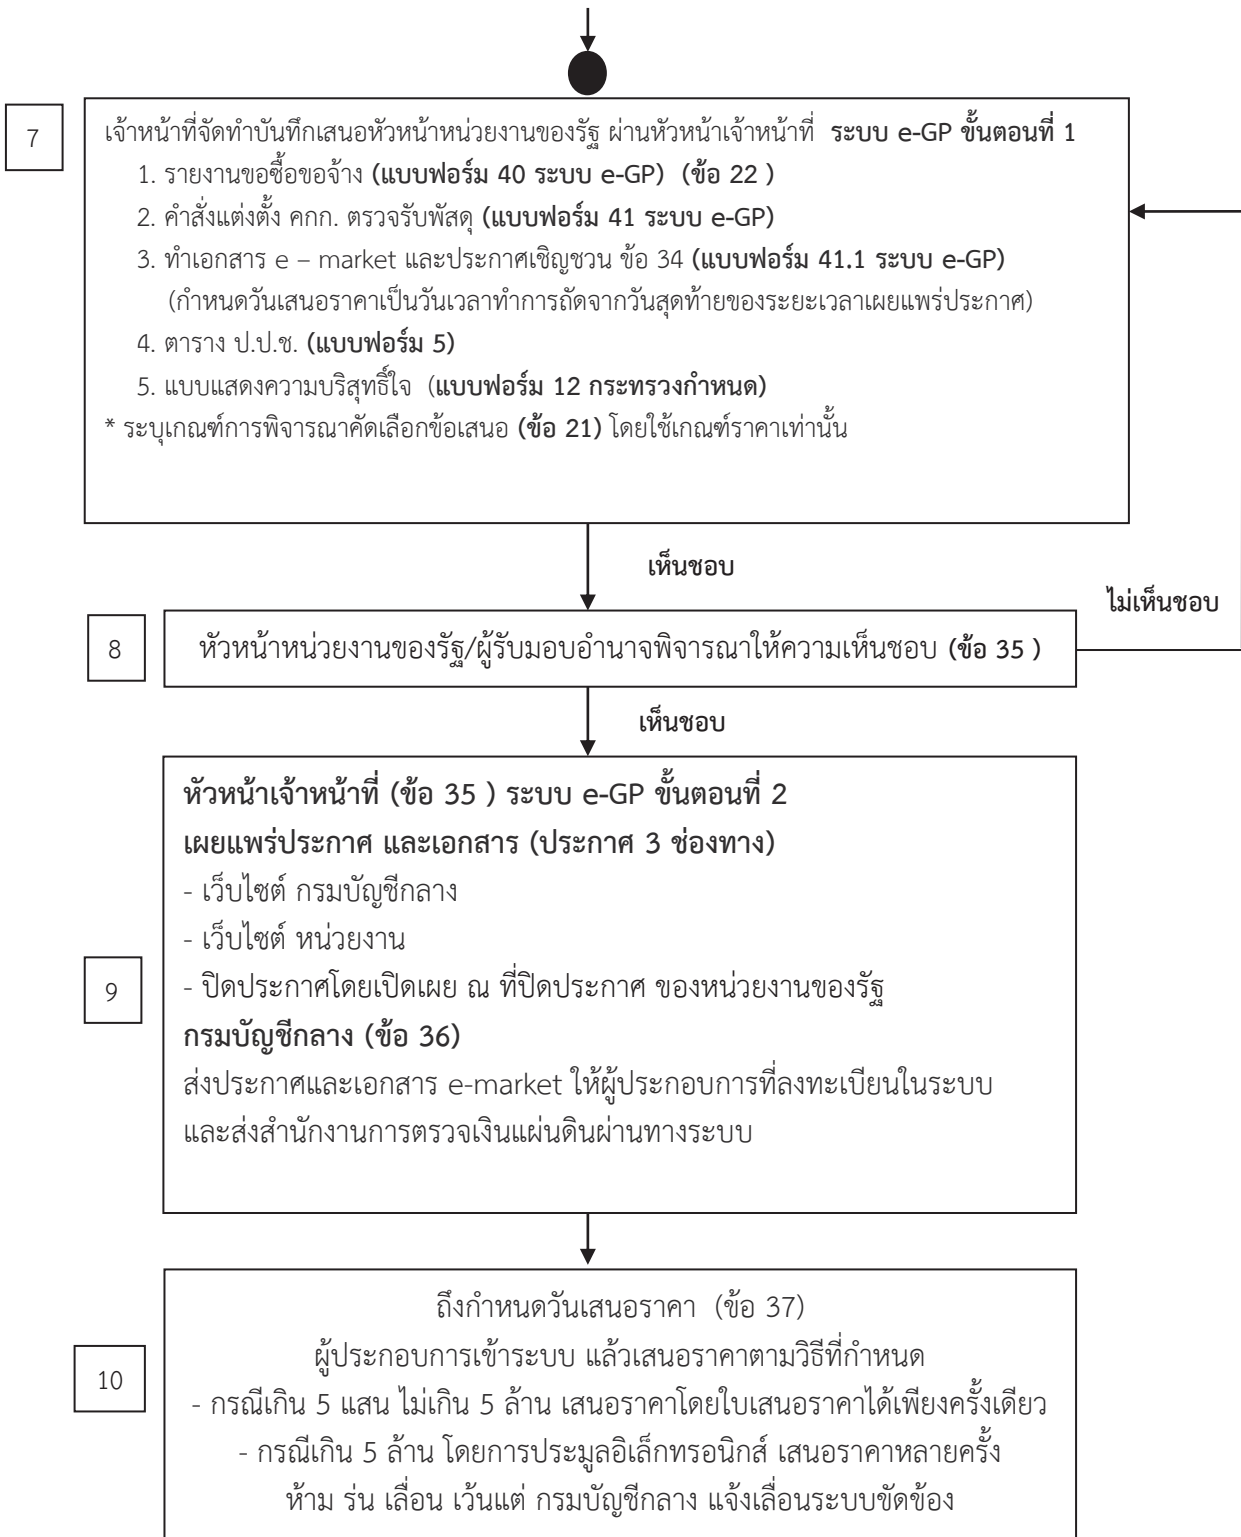 7
เจ้าหน้าที่จัดทำบันทึกเสนอหัวหน้าหน่วยงานของรัฐ ผ่านหัวหน้าเจ้าหน้าที่ ระบบ e-GP ขั้นตอนที่ 1
1. รายงานขอซื้อขอจ้าง (แบบฟอร์ม 40 ระบบ e-GP) (ข้อ 22 )
2. คำสั่งแต่งตั้ง คกก. ตรวจรับพัสดุ (แบบฟอร์ม 41 ระบบ e-GP)
3. ทำเอกสาร e – market และประกาศเชิญชวน ข้อ 34 (แบบฟอร์ม 41.1 ระบบ e-GP)
(กำหนดวันเสนอราคาเป็นวันเวลาทำการถัดจากวันสุดท้ายของระยะเวลาเผยแพร่ประกาศ)
4. ตาราง ป.ป.ช. (แบบฟอร์ม 5)
5. แบบแสดงความบริสุทธิ์ใจ (แบบฟอร์ม 12 กระทรวงกำหนด)
* ระบุเกณฑ์การพิจารณาคัดเลือกข้อเสนอ (ข้อ 21) โดยใช้เกณฑ์ราคาเท่านั้น
เห็นชอบ
ไม่เห็นชอบ
8
หัวหน้าหน่วยงานของรัฐ/ผู้รับมอบอำนาจพิจารณาให้ความเห็นชอบ (ข้อ 35 )
เห็นชอบ
9
หัวหน้าเจ้าหน้าที่ (ข้อ 35 ) ระบบ e-GP ขั้นตอนที่ 2
เผยแพร่ประกาศ และเอกสาร (ประกาศ 3 ช่องทาง)
- เว็บไซต์ กรมบัญชีกลาง
- เว็บไซต์ หน่วยงาน
- ปิดประกาศโดยเปิดเผย ณ ที่ปิดประกาศ ของหน่วยงานของรัฐ
กรมบัญชีกลาง (ข้อ 36)
ส่งประกาศและเอกสาร e-market ให้ผู้ประกอบการที่ลงทะเบียนในระบบ
และส่งสำนักงานการตรวจเงินแผ่นดินผ่านทางระบบ
10
ถึงกำหนดวันเสนอราคา (ข้อ 37)
ผู้ประกอบการเข้าระบบ แล้วเสนอราคาตามวิธีที่กำหนด
- กรณีเกิน 5 แสน ไม่เกิน 5 ล้าน เสนอราคาโดยใบเสนอราคาได้เพียงครั้งเดียว
- กรณีเกิน 5 ล้าน โดยการประมูลอิเล็กทรอนิกส์ เสนอราคาหลายครั้ง
ห้าม ร่น เลื่อน เว้นแต่ กรมบัญชีกลาง แจ้งเลื่อนระบบขัดข้อง